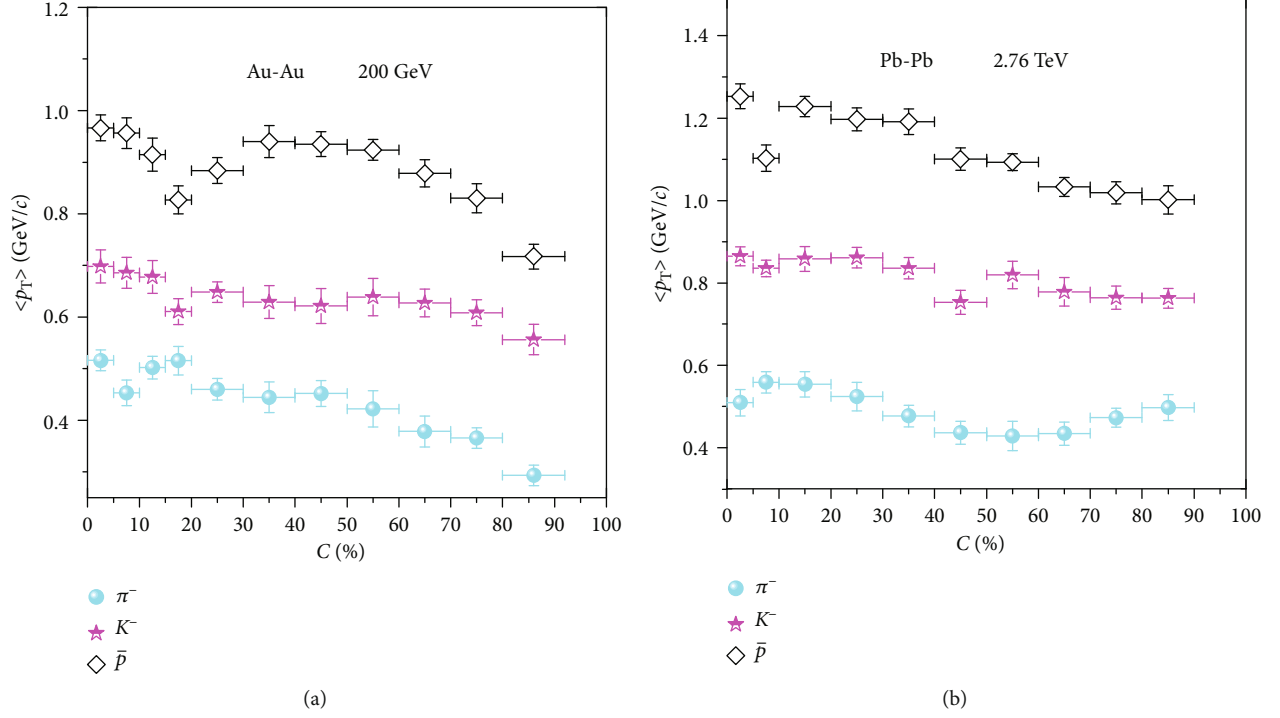 1.2
1.0
0.8
0.6
0.4
<pT> (GeV/c)
Au-Au 200 GeV
0 10 20 30 40 50 60 70 80 90 100
C (%)
π−
K−
p̄
(a)
1.4
1.2
1.0
0.8
0.6
0.4
<pT> (GeV/c)
Pb-Pb 2.76 TeV
0 10 20 30 40 50 60 70 80 90 100
C (%)
π−
K−
p̄
(b)